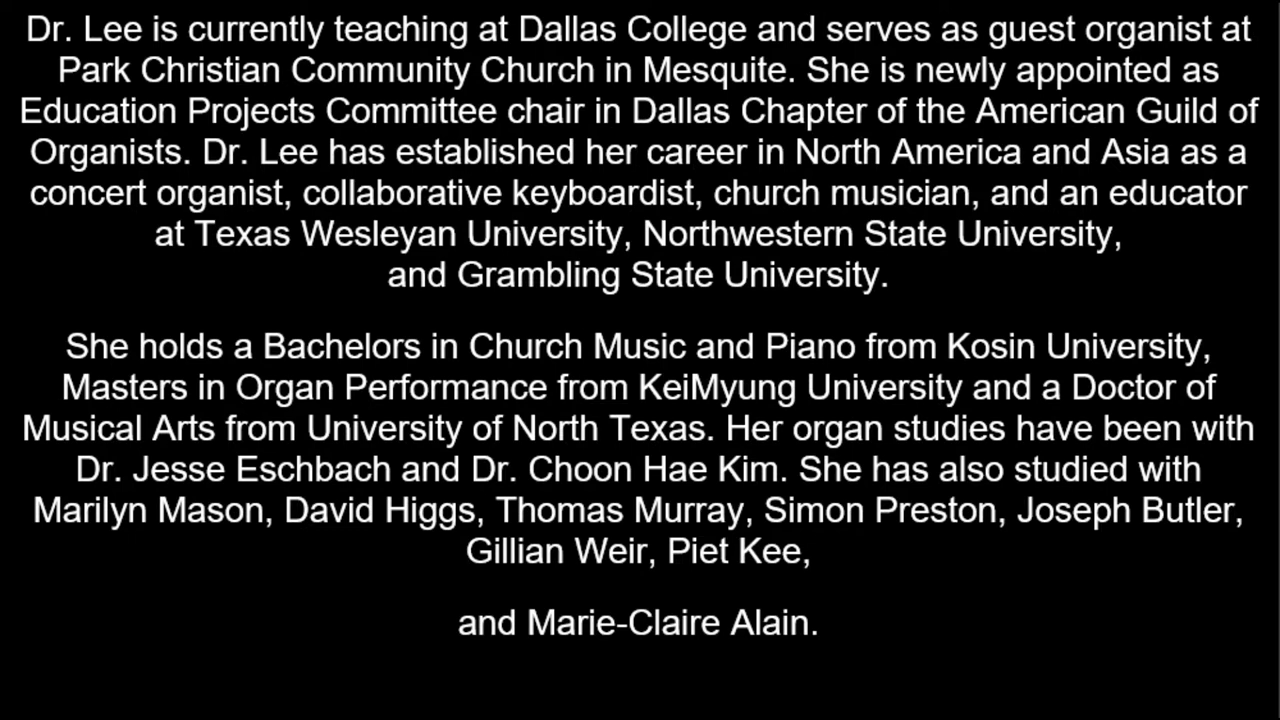 Dr. Lee is currently teaching at Dallas College and serves as guest organist at
Park Christian Community Church in Mesquite. She is newly appointed as
Education Projects Committee chair in Dallas Chapter of the American Guild of
Organists. Dr. Lee has established her career in North America and Asia as a
concert organist, collaborative keyboardist, church musician, and an educator
at Texas Wesleyan University, Northwestern State University,
and Grambling State University.
She holds a Bachelors in Church Music and Piano from Kosin University,
Masters in Organ Performance from KeiMyung University and a Doctor of
Musical Arts from University of North Texas. Her organ studies have been with
Dr. Jesse Eschbach and Dr. Choon Hae Kim. She has also studied with
Marilyn Mason, David Higgs, Thomas Murray, Simon Preston, Joseph Butler,
Gillian Weir, Piet Kee,
and Marie-Claire Alain.